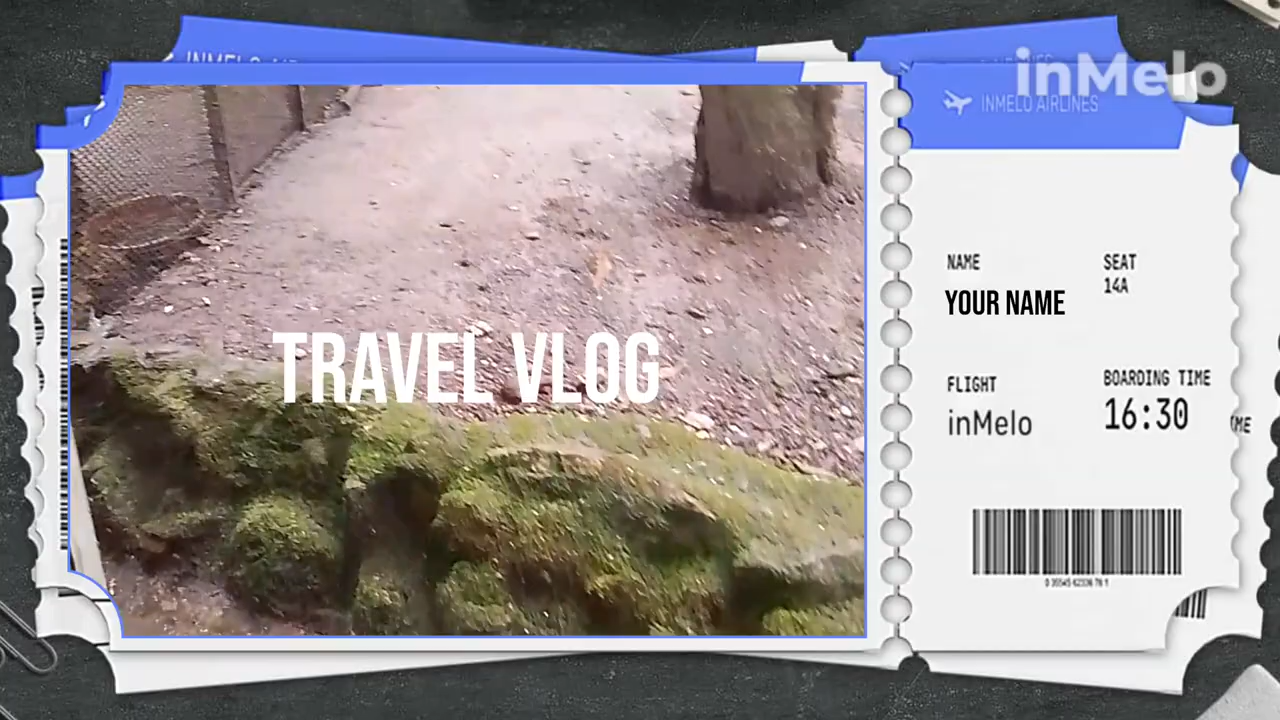 inMelo
INMELO AIRLINES
NAME
YOUR NAME
SEAT
14A
TRAVEL VLOG
FLIGHT
inMelo
BOARDING TIME
16:30